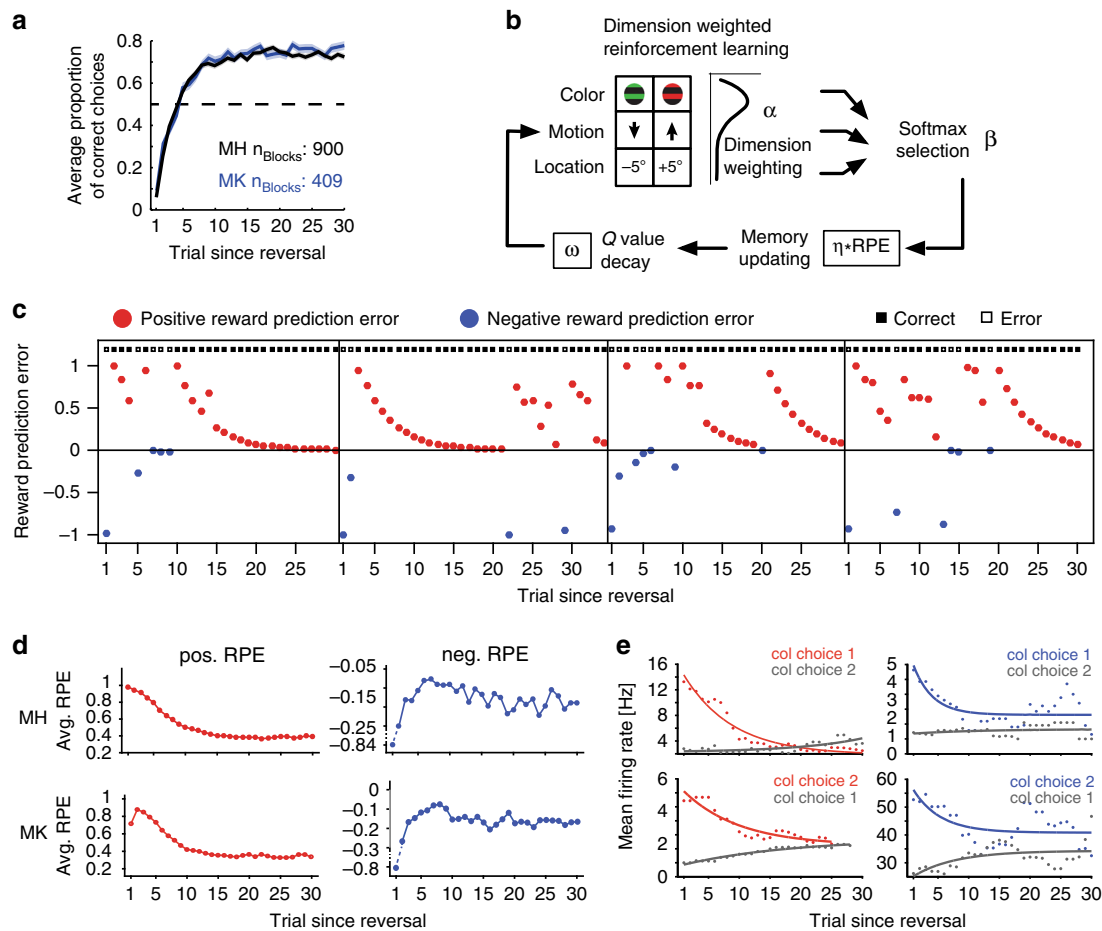 a
Average proportion
of correct choices
0.8
0.6
0.4
0.2
0
MH nBlocks: 900
MK nBlocks: 409
1 5 10 15 20 25 30
Trial since reversal
b
Dimension weighted
reinforcement learning
Color
Motion
Location
−5° +5°
α
Dimension
weighting
Softmax
selection
β
ω
Q value
decay
Memory
updating
η*RPE
c
Positive reward prediction error
Negative reward prediction error
Correct
Error
Reward prediction error
1
0.5
0
−0.5
−1
1 5 10 15 20 25
1 5 10 15 20 25 30
1 5 10 15 20 25
1 5 10 15 20 25 30
Trial since reversal
d
pos. RPE
neg. RPE
MH
Avg. RPE
1
0.8
0.6
0.4
0.2
−0.05
−0.15
−0.25
−0.84
MK
Avg. RPE
0.8
0.6
0.4
0.2
0
−0.1
−0.2
−0.3
−0.8
1 5 10 15 20 25 30
1 5 10 15 20 25 30
Trial since reversal
e
Mean firing rate [Hz]
col choice 1
col choice 2
16
12
8
4
0
col choice 1
col choice 2
5
4
3
2
1
0
col choice 2
col choice 1
6
4
2
0
col choice 2
col choice 1
60
50
40
30
1 5 10 15 20 25 30
1 5 10 15 20 25 30
Trial since reversal